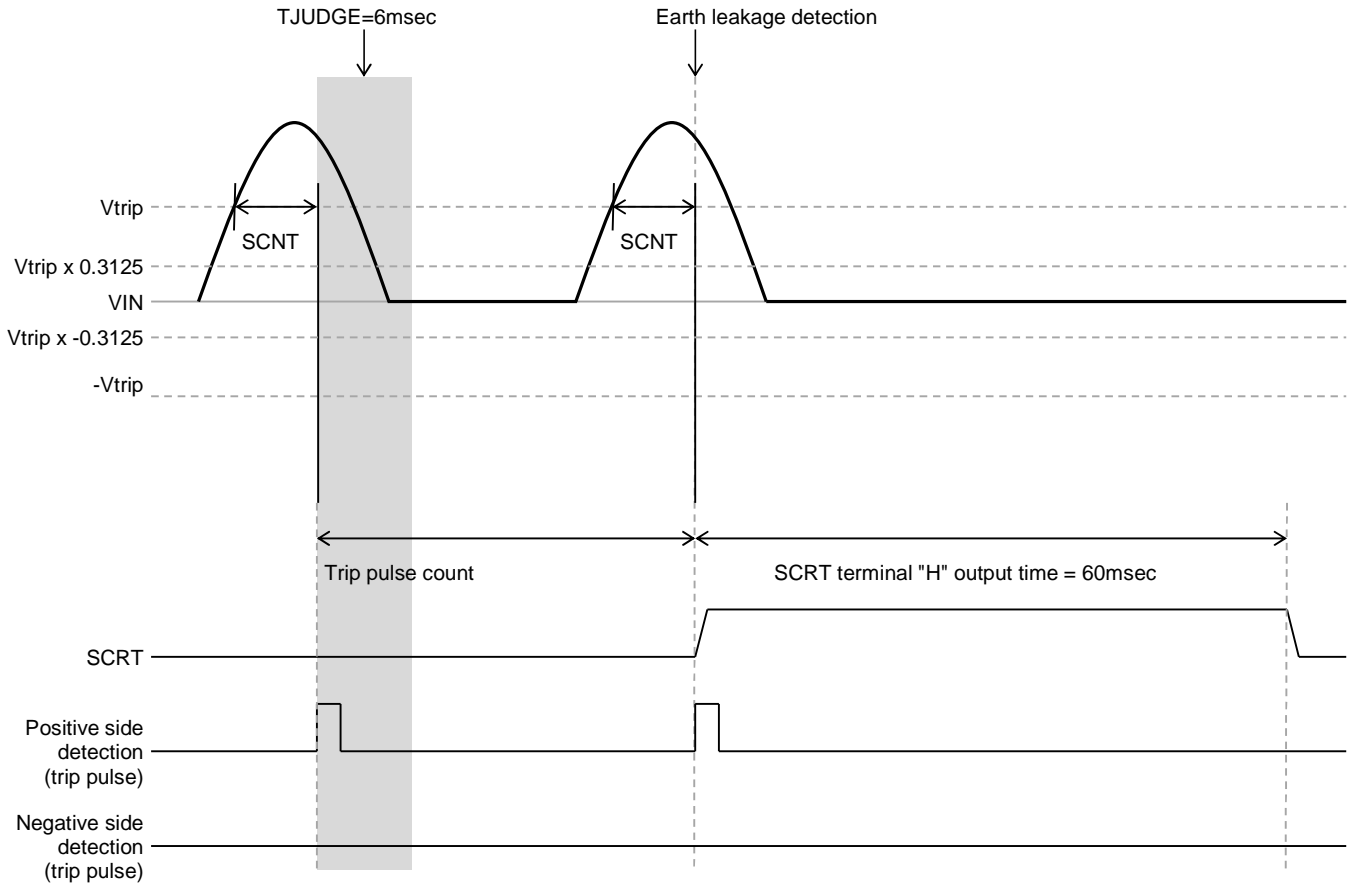 TJUDGE=6msec
Earth leakage detection
Vtrip
SCNT
SCNT
Vtrip x 0.3125
VIN
Vtrip x -0.3125
-Vtrip
Trip pulse count
SCRT terminal "H" output time = 60msec
SCRT
Positive side
detection
(trip pulse)
Negative side
detection
(trip pulse)